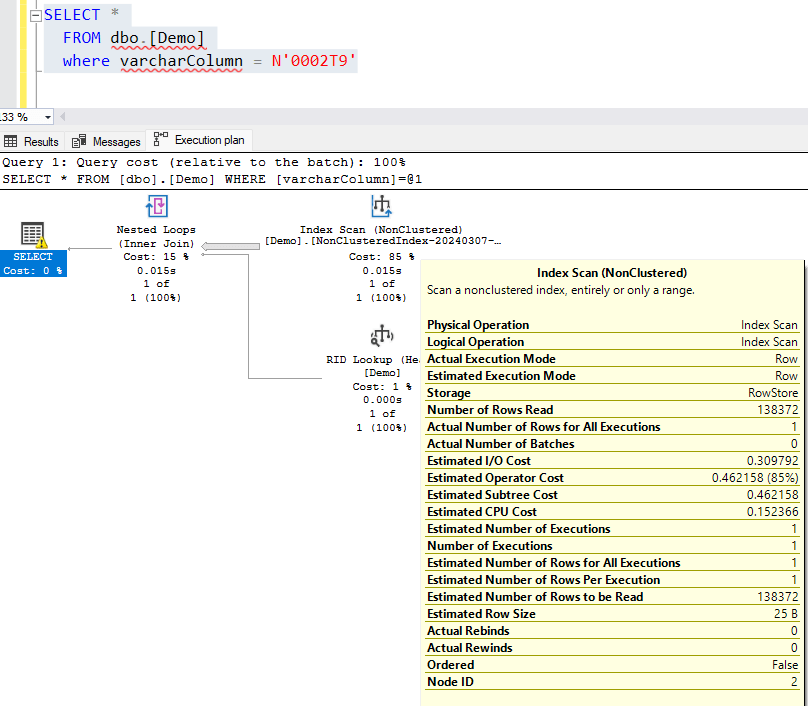 SELECT *
FROM dbo.[Demo]
where varcharColumn = N'0002T9'
133 %
Results
Messages
Execution plan
Query 1: Query cost (relative to the batch): 100%
SELECT * FROM [dbo].[Demo] WHERE [varcharColumn]=@1
SELECT
Cost: 0 %
Nested Loops
(Inner Join)
Cost: 15 %
0.015s
1 of
1 (100%)
Index Scan (NonClustered)
[Demo].[NonClusteredIndex-20240307-…
Cost: 85 %
0.015s
1 of
1 (100%)
RID Lookup (He
[Demo]
Cost: 1 %
0.000s
1 of
1 (100%)
Index Scan (NonClustered)
Scan a nonclustered index, entirely or only a range.
Physical Operation Index Scan
Logical Operation Index Scan
Actual Execution Mode Row
Estimated Execution Mode Row
Storage RowStore
Number of Rows Read 138372
Actual Number of Rows for All Executions 1
Actual Number of Batches 0
Estimated I/O Cost 0.309792
Estimated Operator Cost 0.462158 (85%)
Estimated Subtree Cost 0.462158
Estimated CPU Cost 0.152366
Estimated Number of Executions 1
Number of Executions 1
Estimated Number of Rows for All Executions 1
Estimated Number of Rows Per Execution 1
Estimated Number of Rows to be Read 138372
Estimated Row Size 25 B
Actual Rebinds 0
Actual Rewinds 0
Ordered False
Node ID 2